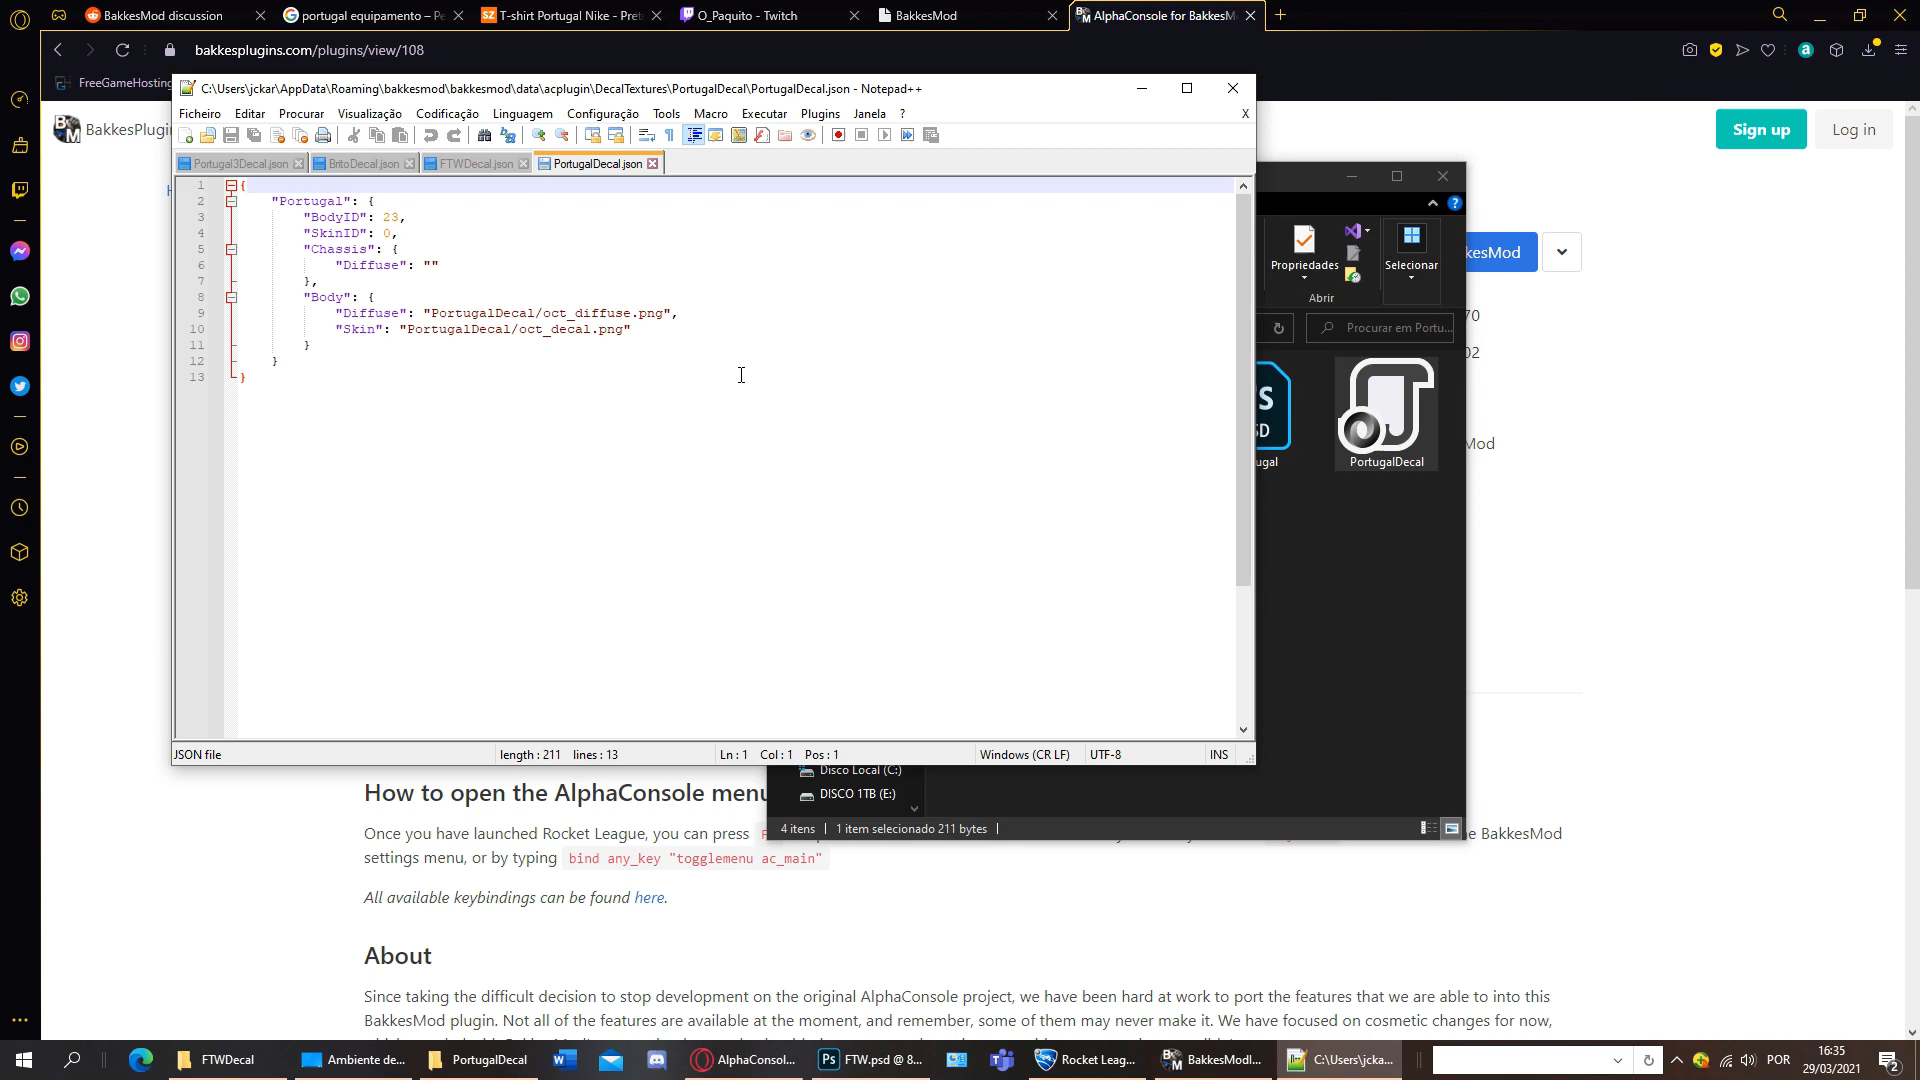 BakkesMod discussion
portugal equipamento – Pe
T-shirt Portugal Nike - Pret
O_Paquito - Twitch
BakkesMod
AlphaConsole for BakkesM
bakkesplugins.com/plugins/view/108
FreeGameHosting
BakkesPlugi
Sign up
Log in
C:\Users\jckar\AppData\Roaming\bakkesmod\bakkesmod\data\acplugin\DecalTextures\PortugalDecal\PortugalDecal.json - Notepad++
Ficheiro Editar Procurar Visualização Codificação Linguagem Configuração Tools Macro Executar Plugins Janela ? X
Portugal3Decal.json BritoDecal.json FTWDecal.json PortugalDecal.json
1 {
2 "Portugal": {
3 "BodyID": 23,
4 "SkinID": 0,
5 "Chassis": {
6 "Diffuse": ""
7 },
8 "Body": {
9 "Diffuse": "PortugalDecal/oct_diffuse.png",
10 "Skin": "PortugalDecal/oct_decal.png"
11 }
12 }
13 }
JSON file length : 211 lines : 13 Ln : 1 Col : 1 Pos : 1 Windows (CR LF) UTF-8 INS
Propriedades
Selecionar
Abrir
Procurar em Portu...
kesMod
70
02
Mod
ugal
PortugalDecal
Disco Local (C:)
DISCO 1TB (E:)
4 itens 1 item selecionado 211 bytes
How to open the AlphaConsole menu
Once you have launched Rocket League, you can press
e BakkesMod
settings menu, or by typing bind any_key "togglemenu ac_main"
All available keybindings can be found here.
About
Since taking the difficult decision to stop development on the original AlphaConsole project, we have been hard at work to port the features that we are able to into this
BakkesMod plugin. Not all of the features are available at the moment, and remember, some of them may never make it. We have focused on cosmetic changes for now,
FTWDecal
Ambiente de...
PortugalDecal
AlphaConsol...
FTW.psd @ 8...
Rocket Leag...
BakkesModI...
C:\Users\jcka...
POR
16:35
29/03/2021
2